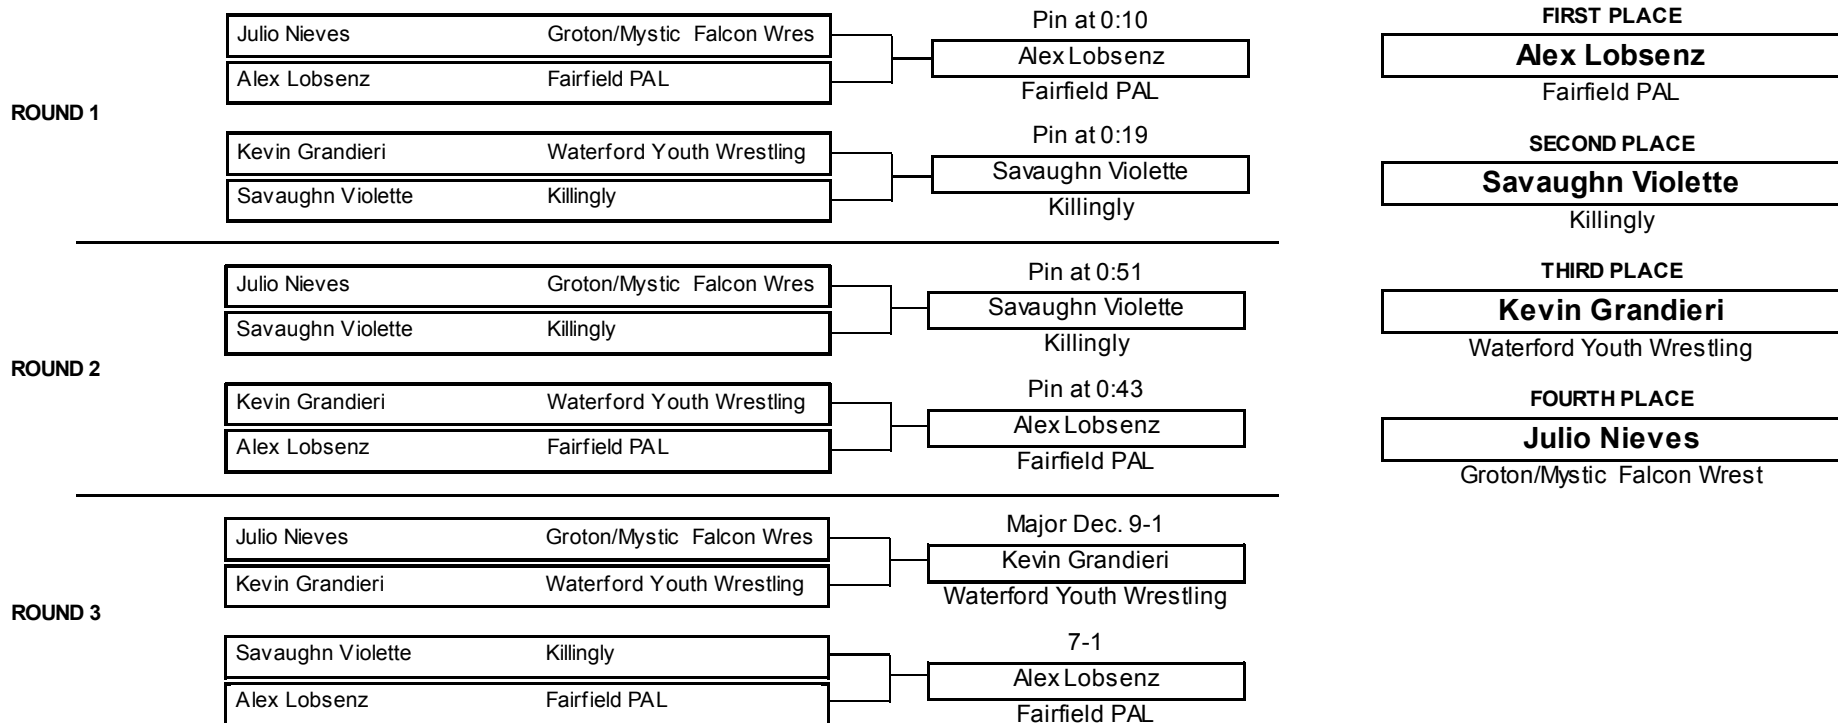 ROUND 1
Julio Nieves Groton/Mystic Falcon Wres
Alex Lobsenz Fairfield PAL
Pin at 0:10
Alex Lobsenz
Fairfield PAL
Kevin Grandieri Waterford Youth Wrestling
Savaughn Violette Killingly
Pin at 0:19
Savaughn Violette
Killingly
ROUND 2
Julio Nieves Groton/Mystic Falcon Wres
Savaughn Violette Killingly
Pin at 0:51
Savaughn Violette
Killingly
Kevin Grandieri Waterford Youth Wrestling
Alex Lobsenz Fairfield PAL
Pin at 0:43
Alex Lobsenz
Fairfield PAL
ROUND 3
Julio Nieves Groton/Mystic Falcon Wres
Kevin Grandieri Waterford Youth Wrestling
Major Dec. 9-1
Kevin Grandieri
Waterford Youth Wrestling
Savaughn Violette Killingly
Alex Lobsenz Fairfield PAL
7-1
Alex Lobsenz
Fairfield PAL
FIRST PLACE
Alex Lobsenz
Fairfield PAL
SECOND PLACE
Savaughn Violette
Killingly
THIRD PLACE
Kevin Grandieri
Waterford Youth Wrestling
FOURTH PLACE
Julio Nieves
Groton/Mystic Falcon Wrest